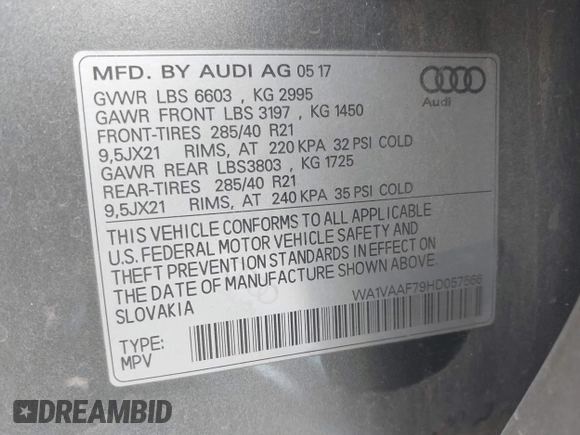 MFD. BY AUDI AG 05 17
GVWR LBS 6603 , KG 2995
GAWR FRONT LBS 3197 , KG 1450
FRONT-TIRES 285/40 R21
9,5JX21 RIMS, AT 220 KPA 32 PSI COLD
GAWR REAR LBS3803 , KG 1725
REAR-TIRES 285/40 R21
9,5JX21 RIMS, AT 240 KPA 35 PSI COLD
Audi
THIS VEHICLE CONFORMS TO ALL APPLICABLE
U.S. FEDERAL MOTOR VEHICLE SAFETY AND
THEFT PREVENTION STANDARDS IN EFFECT ON
THE DATE OF MANUFACTURE SHOWN ABOVE
SLOVAKIA
WA1VAAF79HD057566
TYPE:
MPV
DREAMBID